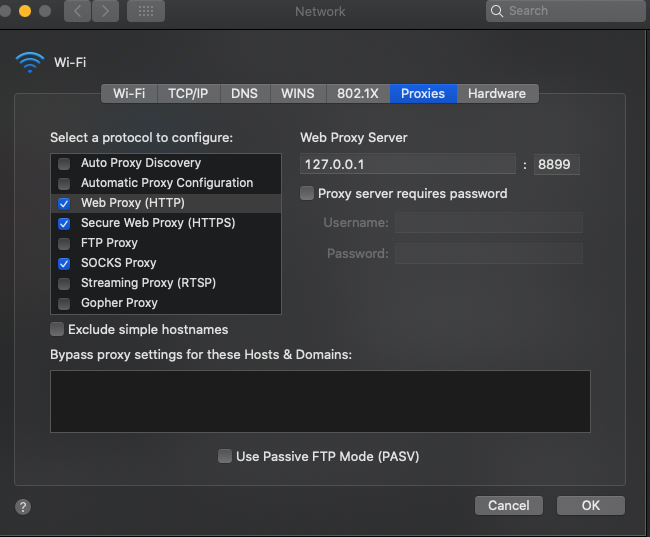 Network
Search
Wi-Fi
Wi-Fi TCP/IP DNS WINS 802.1X Proxies Hardware
Select a protocol to configure:
Auto Proxy Discovery
Automatic Proxy Configuration
Web Proxy (HTTP)
Secure Web Proxy (HTTPS)
FTP Proxy
SOCKS Proxy
Streaming Proxy (RTSP)
Gopher Proxy
Web Proxy Server
127.0.0.1 : 8899
Proxy server requires password
Username:
Password:
Exclude simple hostnames
Bypass proxy settings for these Hosts & Domains:
Use Passive FTP Mode (PASV)
? Cancel OK